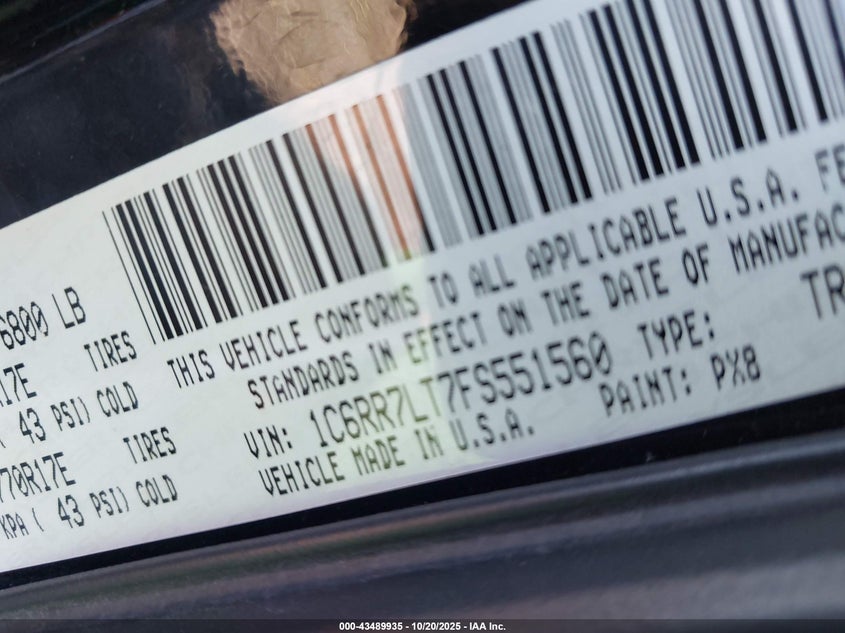 6800 LB
R17E TIRES
( 43 PSI) COLD
770R17E TIRES
KPA ( 43 PSI) COLD
THIS VEHICLE CONFORMS TO ALL APPLICABLE U.S.A. FE
STANDARDS IN EFFECT ON THE DATE OF MANUFAC
VIN: 1C6RR7LT7FS551560 TYPE: TR
VEHICLE MADE IN U.S.A. PAINT: PX8
000-43489935 - 10/20/2025 - IAA Inc.